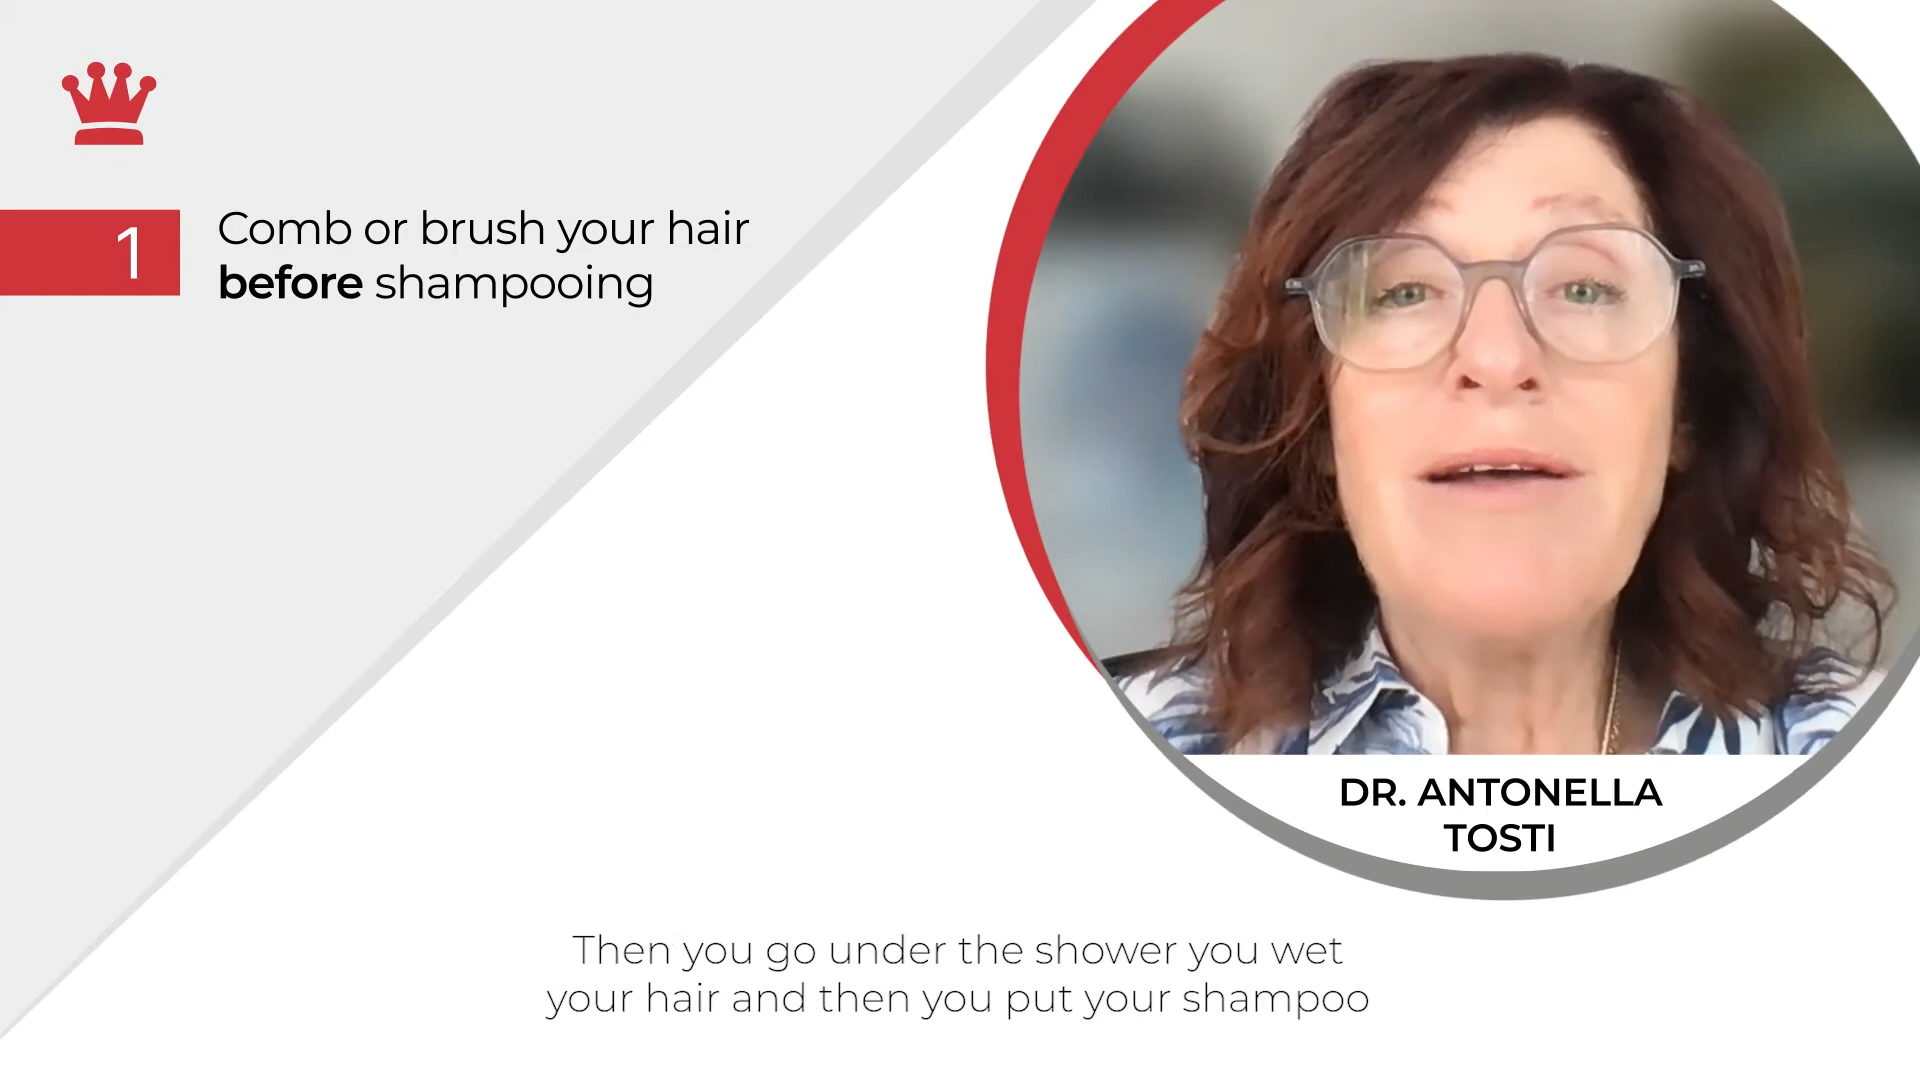 1
Comb or brush your hair
before shampooing
DR. ANTONELLA
TOSTI
Then you go under the shower you wet
your hair and then you put your shampoo